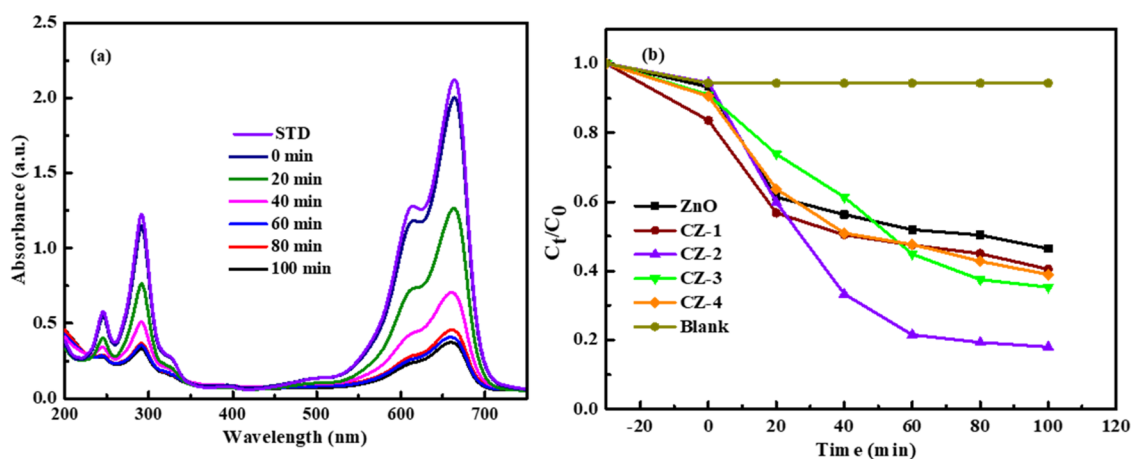 (a)
2.5
2.0
1.5
1.0
0.5
0.0
Absorbance (a.u.)
STD
0 min
20 min
40 min
60 min
80 min
100 min
200 300 400 500 600 700
Wavelength (nm)
(b)
1.0
0.8
0.6
0.4
0.2
0.0
Ct/C0
ZnO
CZ-1
CZ-2
CZ-3
CZ-4
Blank
-20 0 20 40 60 80 100 120
Time (min)